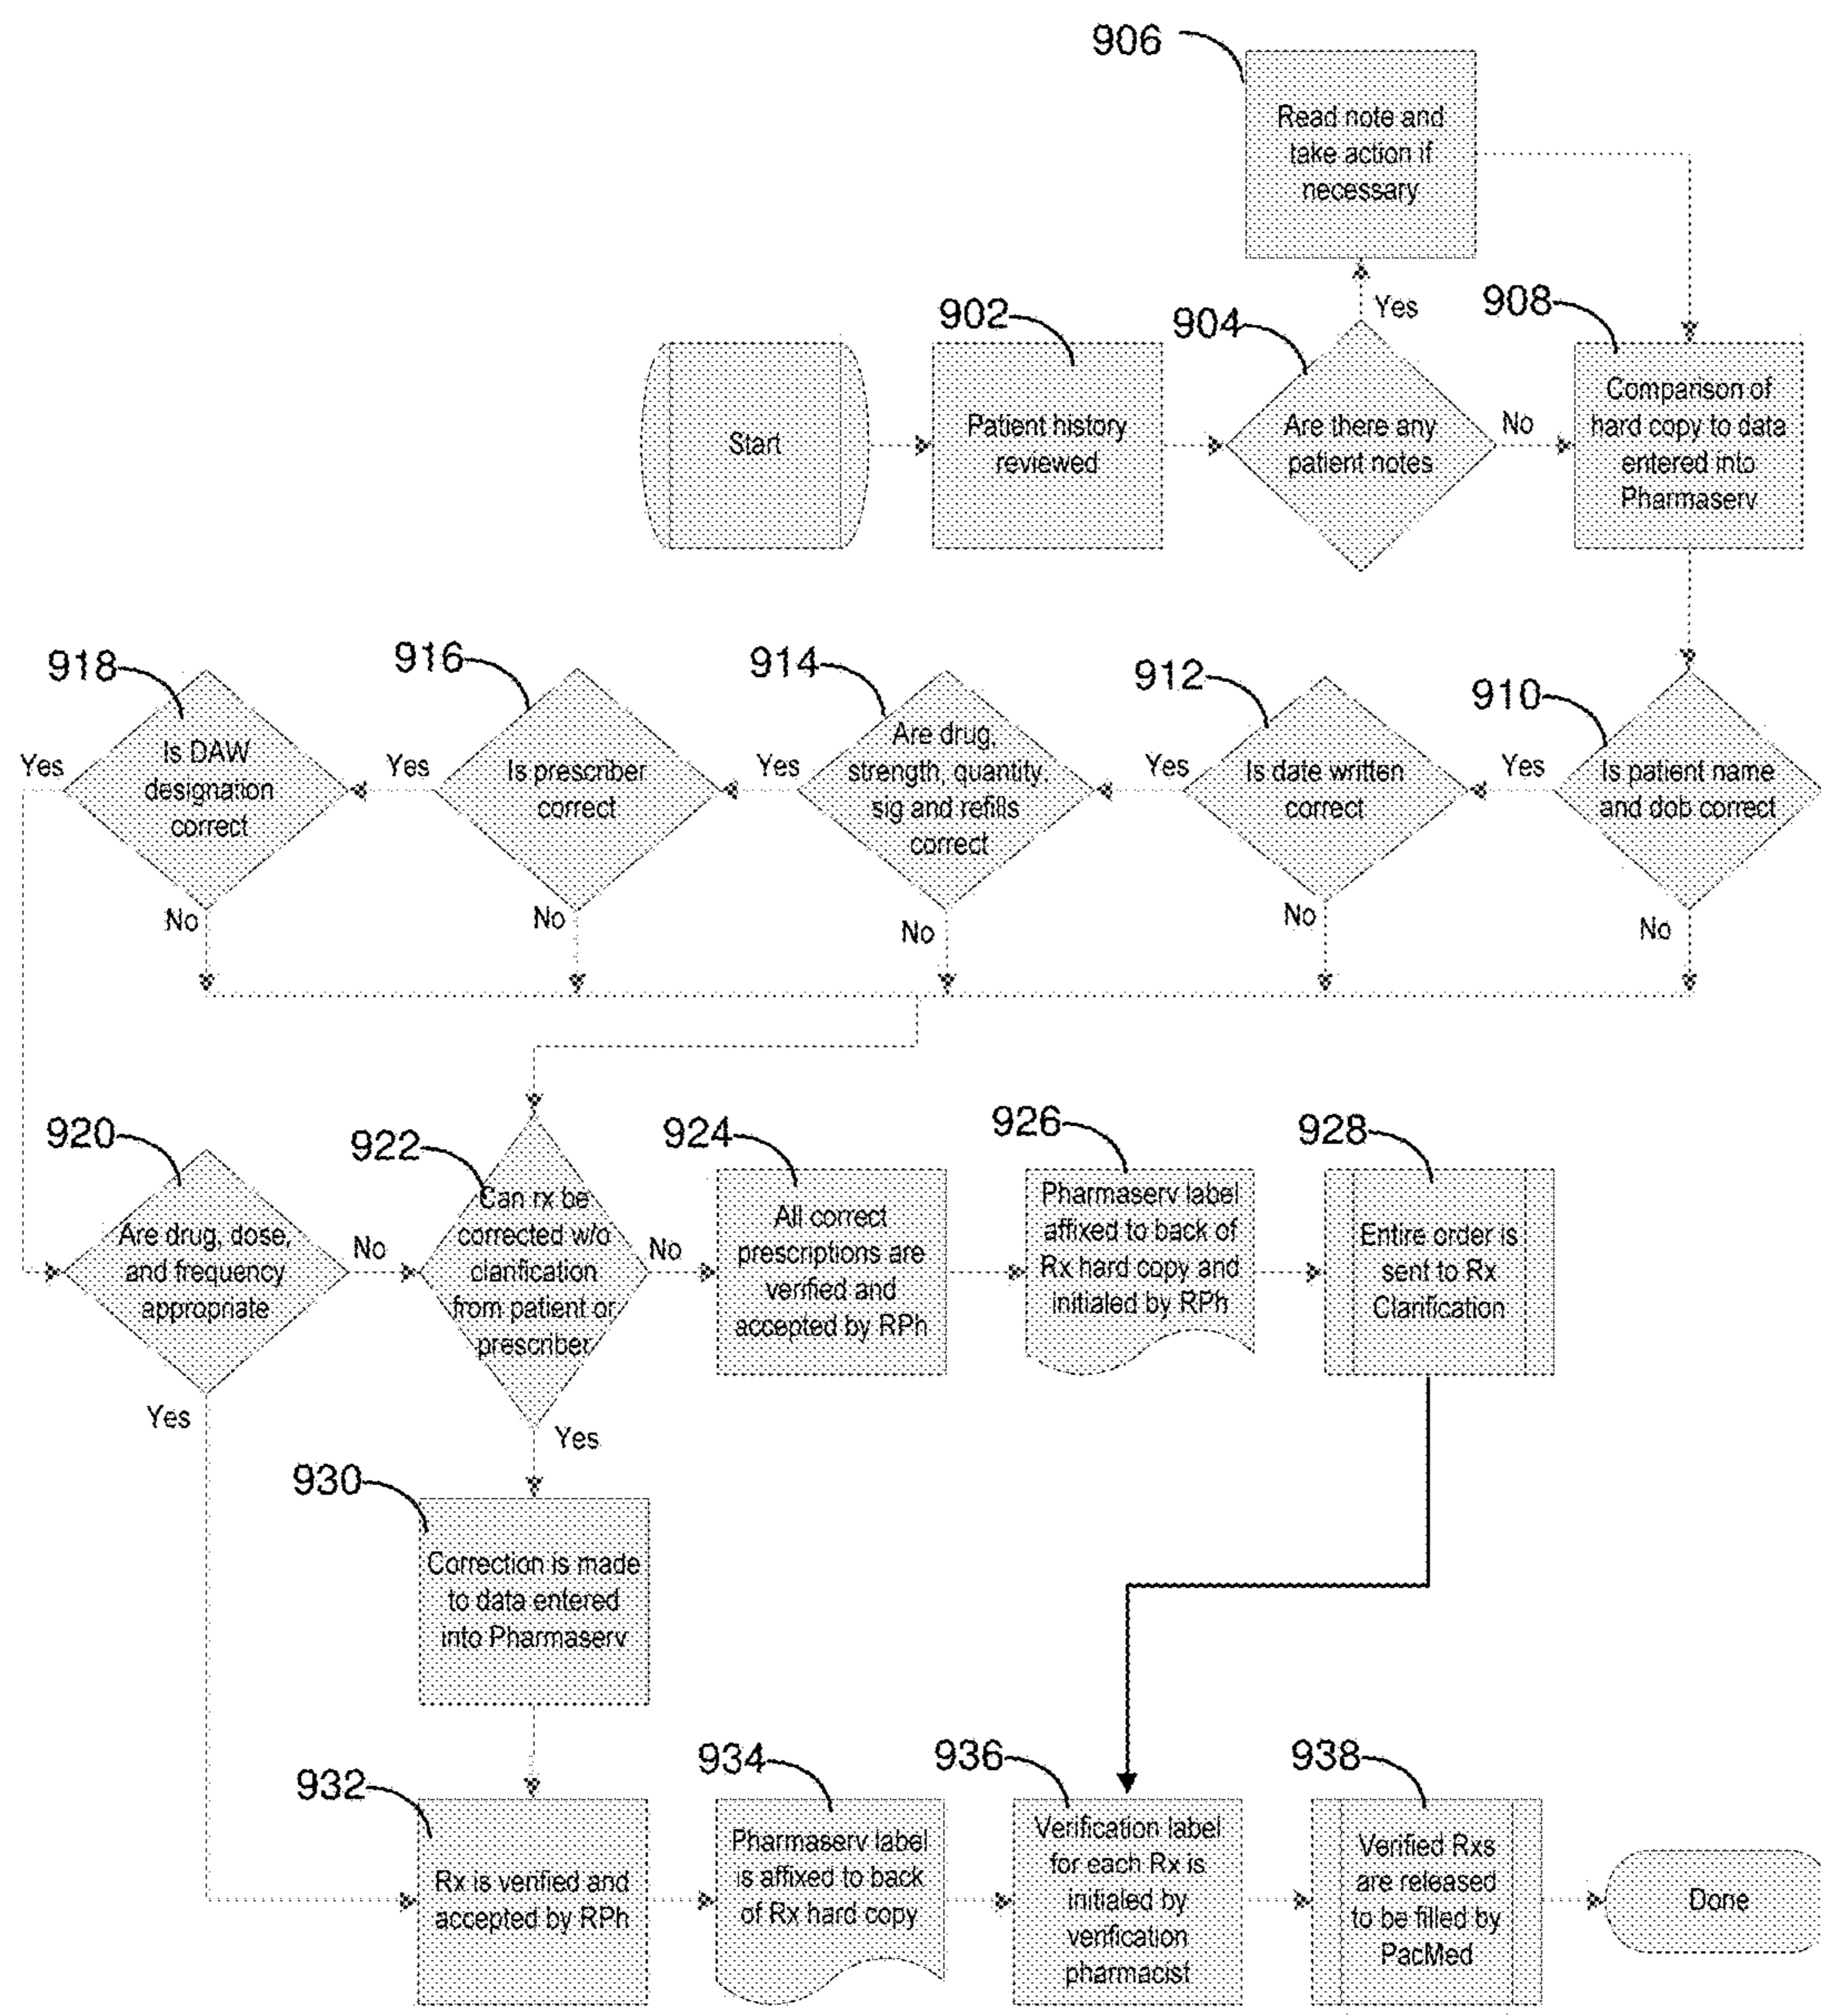 906
Read note and
take action if
necessary
Yes
902
904
908
Start
Patient history
reviewed
Are there any
patient notes
No
Comparison of
hard copy to data
entered into
Pharmaserv
918
916
914
912
910
Yes
Is DAW
designation
correct
Yes
Is prescriber
correct
Yes
Are drug,
strength, quantity,
sig and refills
correct
Yes
Is date written
correct
Yes
Is patient name
and dob correct
No
No
No
No
No
920
922
924
926
928
Are drug, dose,
and frequency
appropriate
No
Can rx be
corrected w/o
clarification
from patient or
prescriber
No
All correct
prescriptions are
verified and
accepted by RPh
Pharmaserv label
affixed to back of
Rx hard copy and
initialed by RPh
Entire order is
sent to Rx
Clarification
Yes
Yes
930
Correction is made
to data entered
into Pharmaserv
932
934
936
938
Rx is verified and
accepted by RPh
Pharmaserv label
is affixed to back
of Rx hard copy
Verification label
for each Rx is
initialed by
verification
pharmacist
Verified Rxs
are released
to be filled by
PacMed
Done